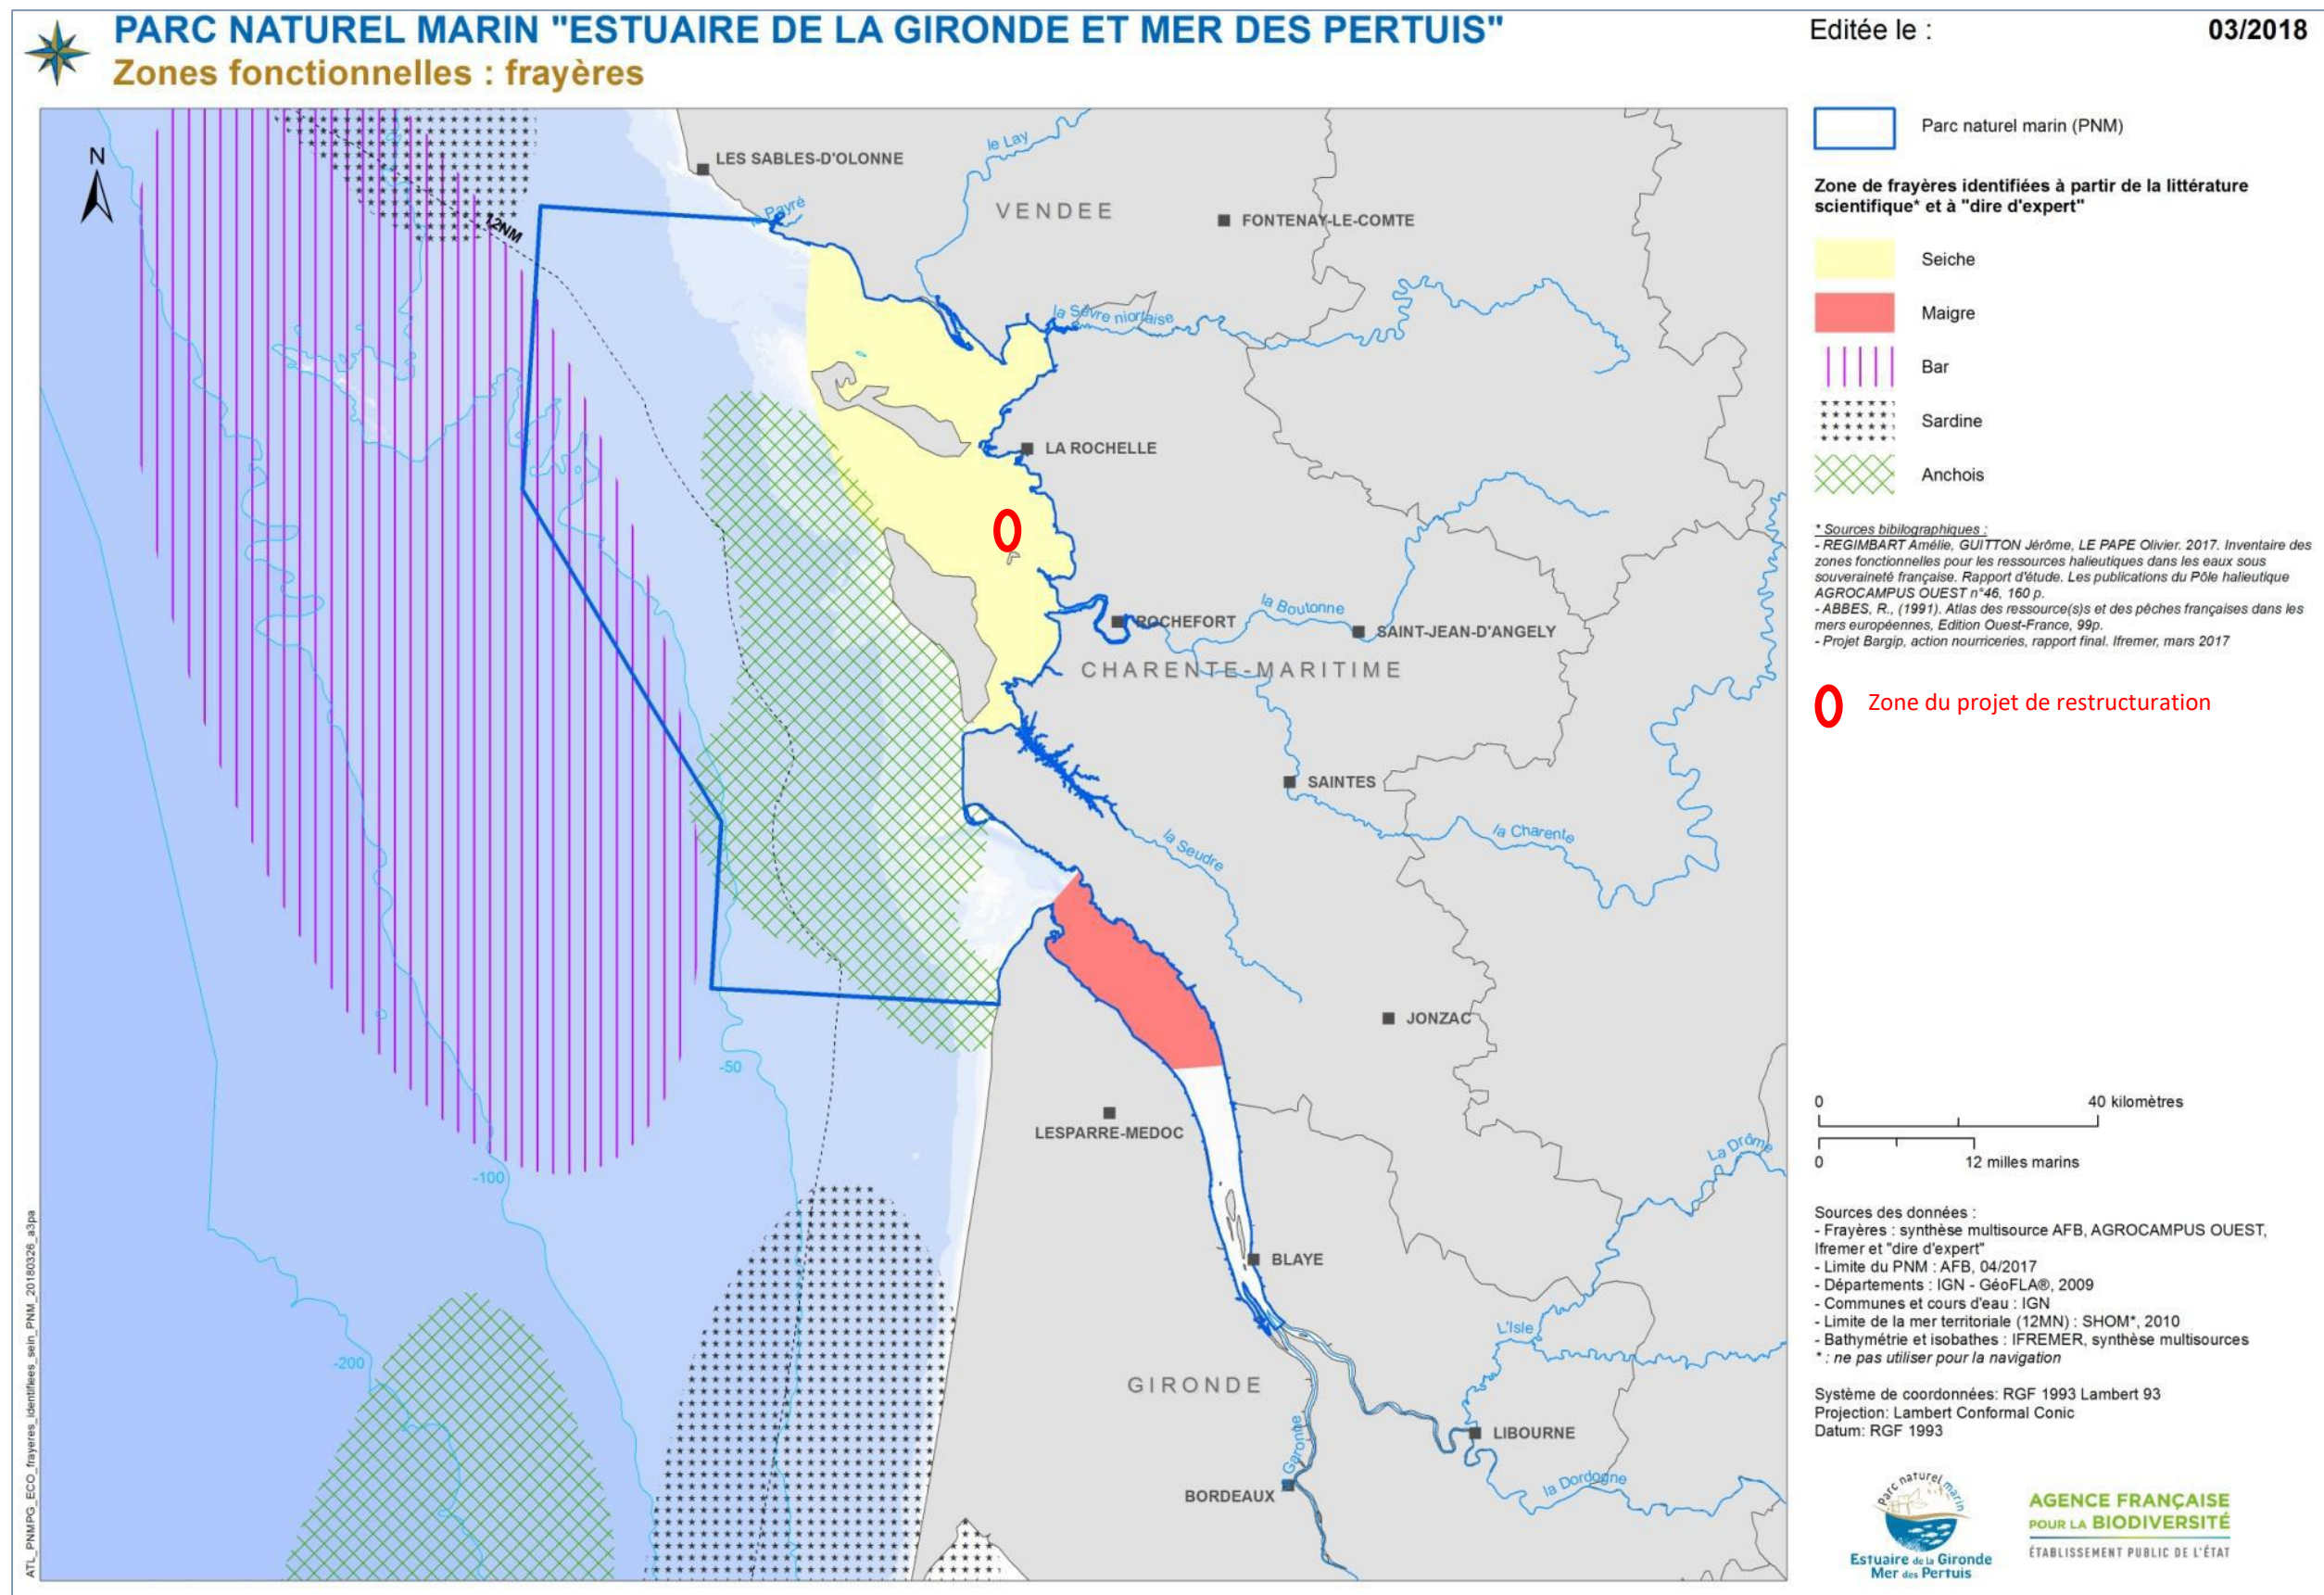 PARC NATUREL MARIN "ESTUAIRE DE LA GIRONDE ET MER DES PERTUIS"
Zones fonctionnelles : frayères
Editée le :
03/2018
N
LES SABLES-D'OLONNE
le Lay
Payré
VENDEE
FONTENAY-LE-COMTE
12NM
la Sèvre niortaise
LA ROCHELLE
ROCHEFORT
la Boutonne
SAINT-JEAN-D'ANGELY
CHARENTE-MARITIME
SAINTES
la Charente
la Seudre
JONZAC
-50
LESPARRE-MEDOC
-100
La Drôme
BLAYE
L'Isle
-200
GIRONDE
Garonne
LIBOURNE
la Dordogne
BORDEAUX
ATL_PNMPG_ECO_frayeres_identifiees_sein_PNM_20180326_a3pa
Parc naturel marin (PNM)
Zone de frayères identifiées à partir de la littérature
scientifique* et à "dire d'expert"
Seiche
Maigre
Bar
Sardine
Anchois
* Sources bibilographiques :
- REGIMBART Amélie, GUITTON Jérôme, LE PAPE Olivier. 2017. Inventaire des
zones fonctionnelles pour les ressources halieutiques dans les eaux sous
souveraineté française. Rapport d'étude. Les publications du Pôle halieutique
AGROCAMPUS OUEST n°46, 160 p.
- ABBES, R., (1991). Atlas des ressource(s)s et des pêches françaises dans les
mers européennes, Edition Ouest-France, 99p.
- Projet Bargip, action nourriceries, rapport final. Ifremer, mars 2017
Zone du projet de restructuration
0
40 kilomètres
0
12 milles marins
Sources des données :
- Frayères : synthèse multisource AFB, AGROCAMPUS OUEST,
Ifremer et "dire d'expert"
- Limite du PNM : AFB, 04/2017
- Départements : IGN - GéoFLA®, 2009
- Communes et cours d'eau : IGN
- Limite de la mer territoriale (12MN) : SHOM*, 2010
- Bathymétrie et isobathes : IFREMER, synthèse multisources
* : ne pas utiliser pour la navigation
Système de coordonnées: RGF 1993 Lambert 93
Projection: Lambert Conformal Conic
Datum: RGF 1993
Parc naturel marin
Estuaire de la Gironde
Mer des Pertuis
AGENCE FRANÇAISE
POUR LA BIODIVERSITÉ
ÉTABLISSEMENT PUBLIC DE L'ÉTAT